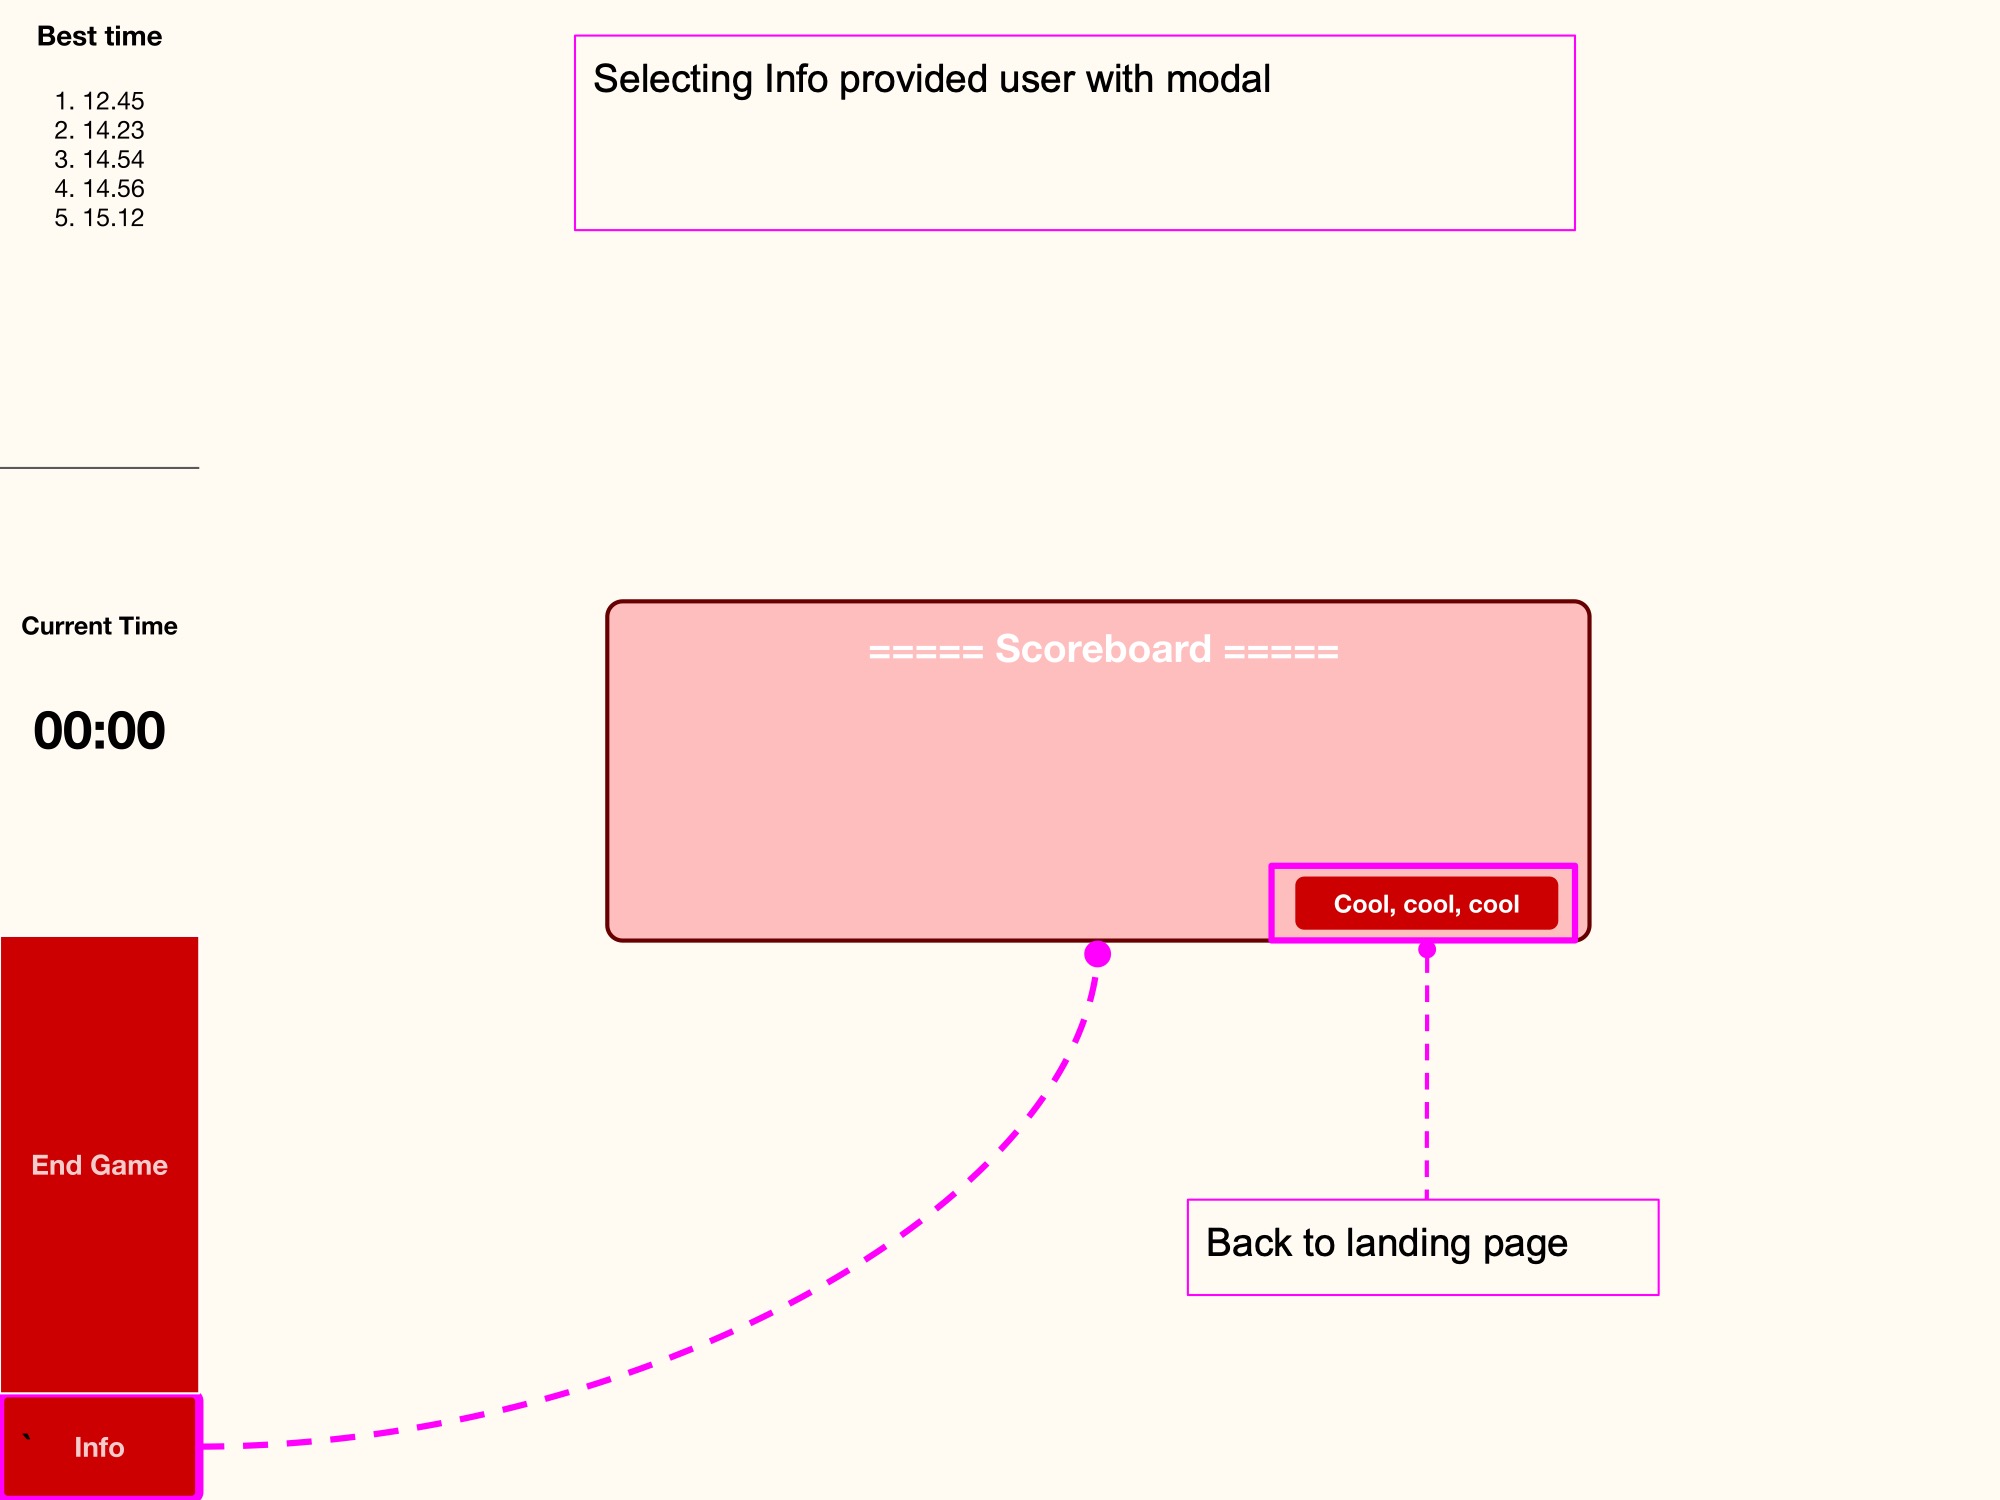 Best time
1. 12.45
2. 14.23
3. 14.54
4. 14.56
5. 15.12
Selecting Info provided user with modal
Current Time
00:00
===== Scoreboard =====
Cool, cool, cool
End Game
Back to landing page
` Info